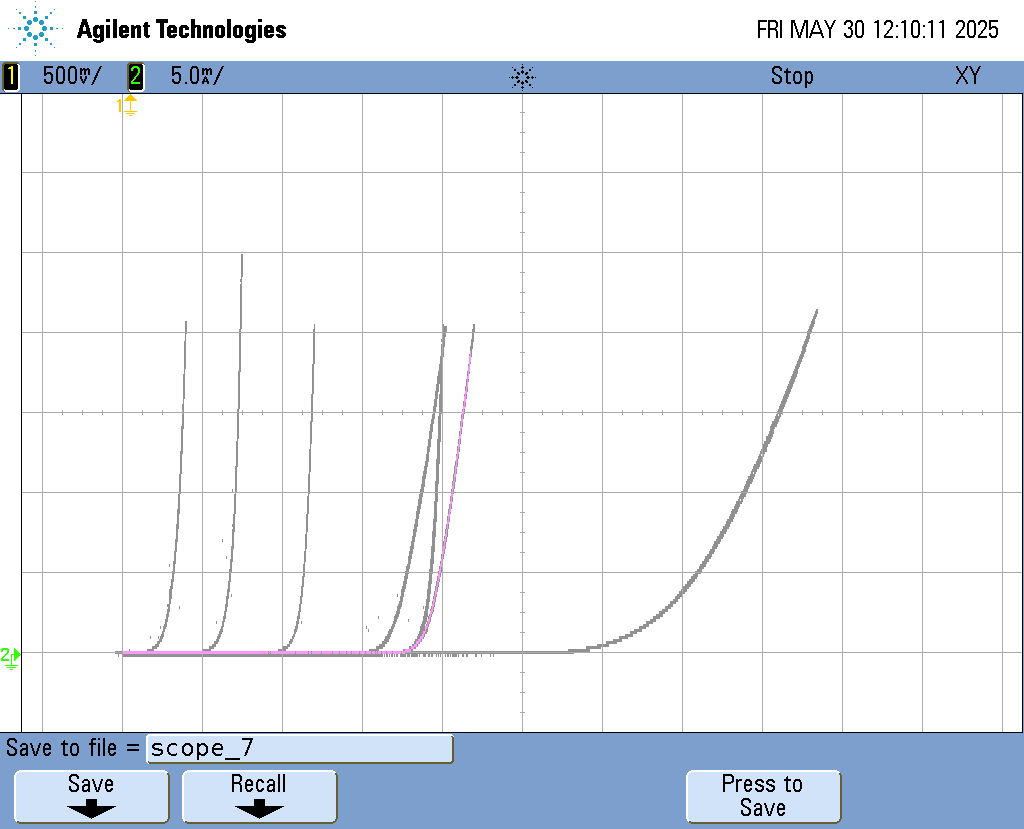 Agilent Technologies
FRI MAY 30 12:10:11 2025
1 500mV/ 2 5.0mA/ Stop XY
1
2
Save to file = scope_7
Save Recall Press to Save